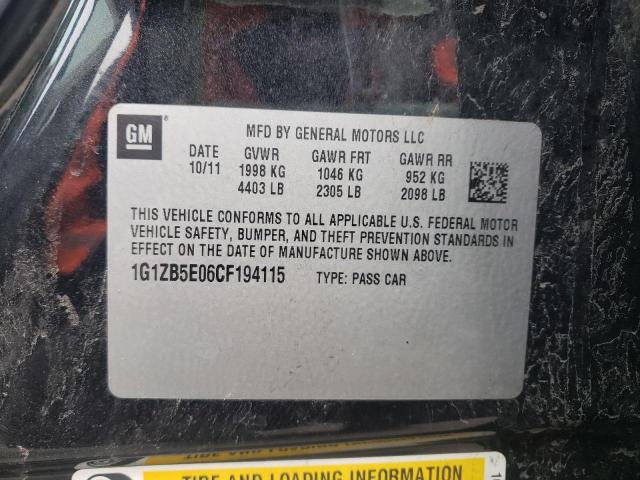 GM
MFD BY GENERAL MOTORS LLC
DATE GVWR GAWR FRT GAWR RR
10/11 1998 KG 1046 KG 952 KG
4403 LB 2305 LB 2098 LB
THIS VEHICLE CONFORMS TO ALL APPLICABLE U.S. FEDERAL MOTOR
VEHICLE SAFETY, BUMPER, AND THEFT PREVENTION STANDARDS IN
EFFECT ON THE DATE OF MANUFACTURE SHOWN ABOVE.
1G1ZB5E06CF194115 TYPE: PASS CAR
TIRE AND LOADING INFORMATION